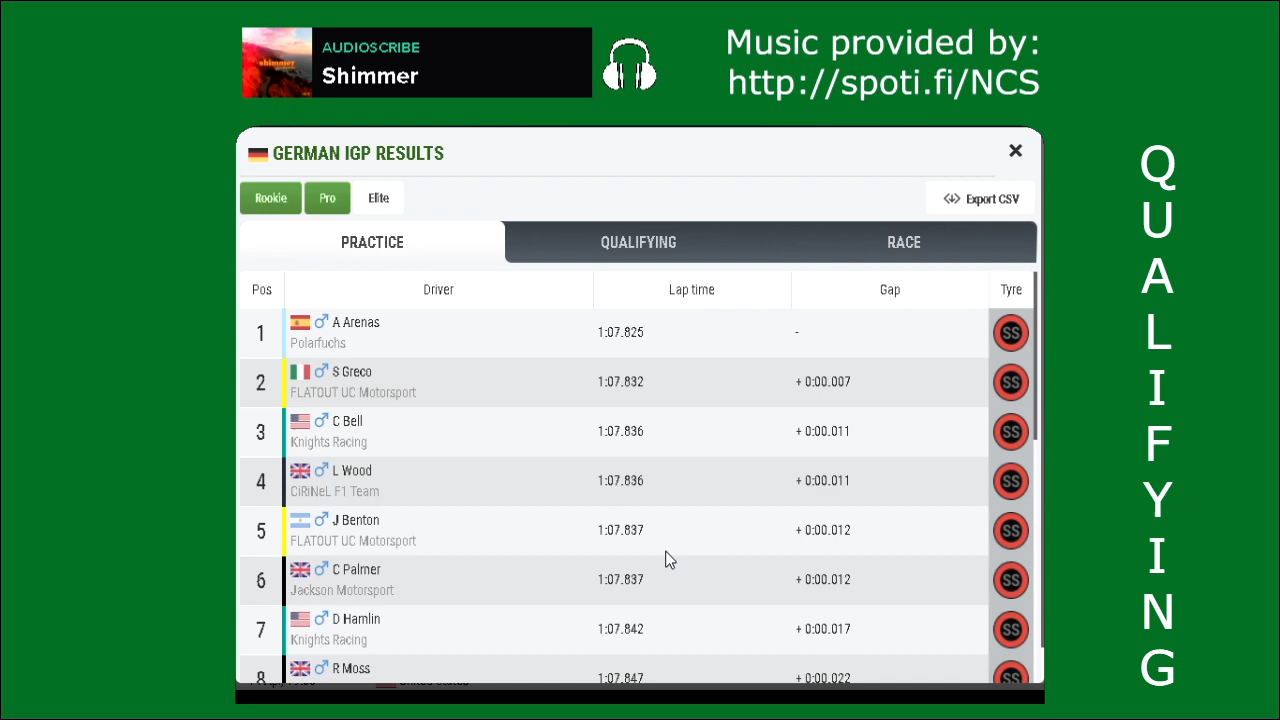 AUDIOSCRIBE
Shimmer
shimmer
Music provided by:
http://spoti.fi/NCS
GERMAN IGP RESULTS
Rookie Pro Elite Export CSV
PRACTICE QUALIFYING RACE
Pos Driver Lap time Gap Tyre
1 A Arenas 1:07.825 - SS
Polarfuchs
2 S Greco 1:07.832 + 0:00.007 SS
FLATOUT UC Motorsport
3 C Bell 1:07.836 + 0:00.011 SS
Knights Racing
4 L Wood 1:07.836 + 0:00.011 SS
CiRiNeL F1 Team
5 J Benton 1:07.837 + 0:00.012 SS
FLATOUT UC Motorsport
6 C Palmer 1:07.837 + 0:00.012 SS
Jackson Motorsport
7 D Hamlin 1:07.842 + 0:00.017 SS
Knights Racing
8 R Moss 1:07.847 + 0:00.022 SS
QUALIFYING